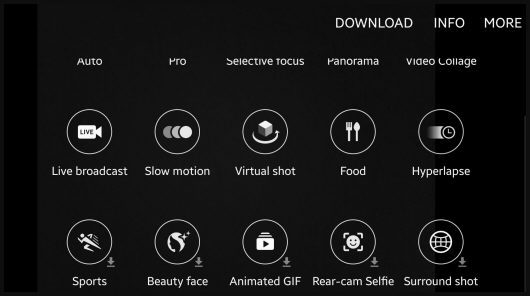 DOWNLOAD INFO MORE
Auto Pro Selective focus Panorama Video Collage
LIVE
Live broadcast Slow motion Virtual shot Food Hyperlapse
Sports Beauty face Animated GIF Rear-cam Selfie Surround shot